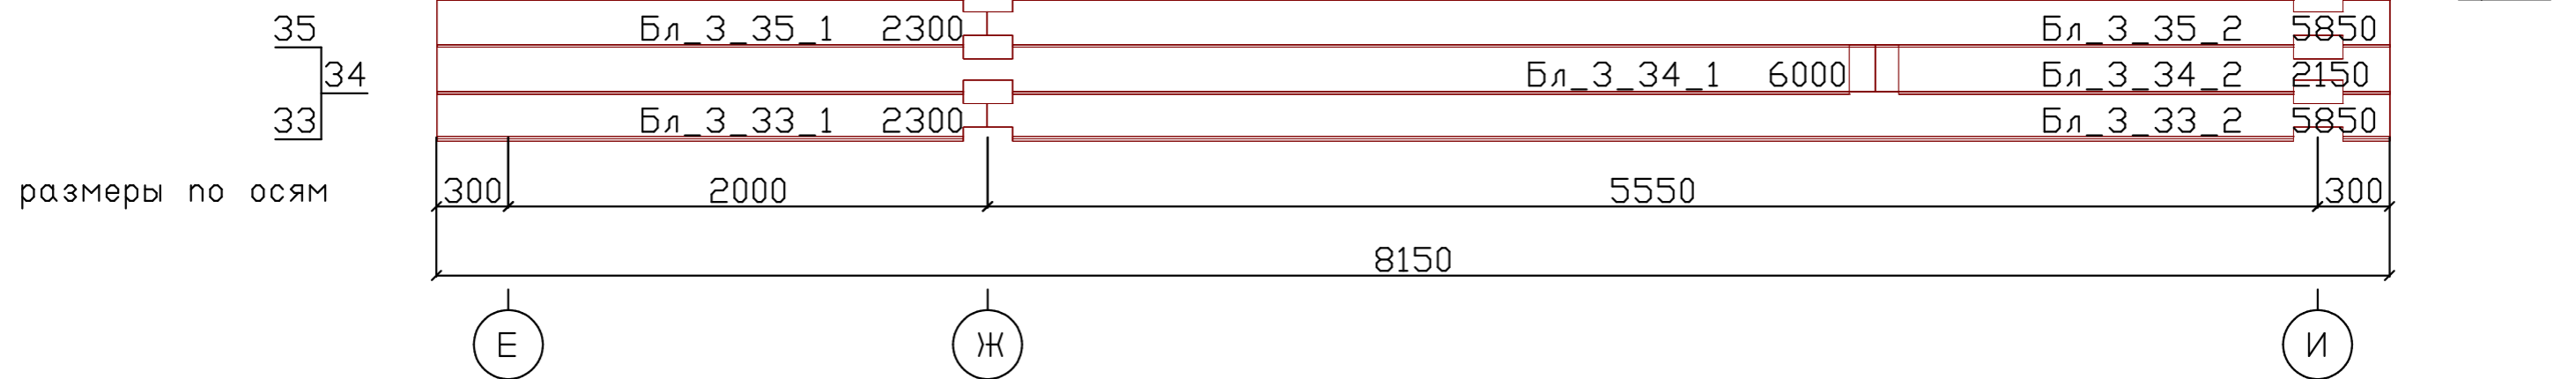 35 Бл_3_35_1 2300 Бл_3_35_2 5850
34 Бл_3_34_1 6000 Бл_3_34_2 2150
33 Бл_3_33_1 2300 Бл_3_33_2 5850
размеры по осям 300 2000 5550 300
8150
Е Ж И